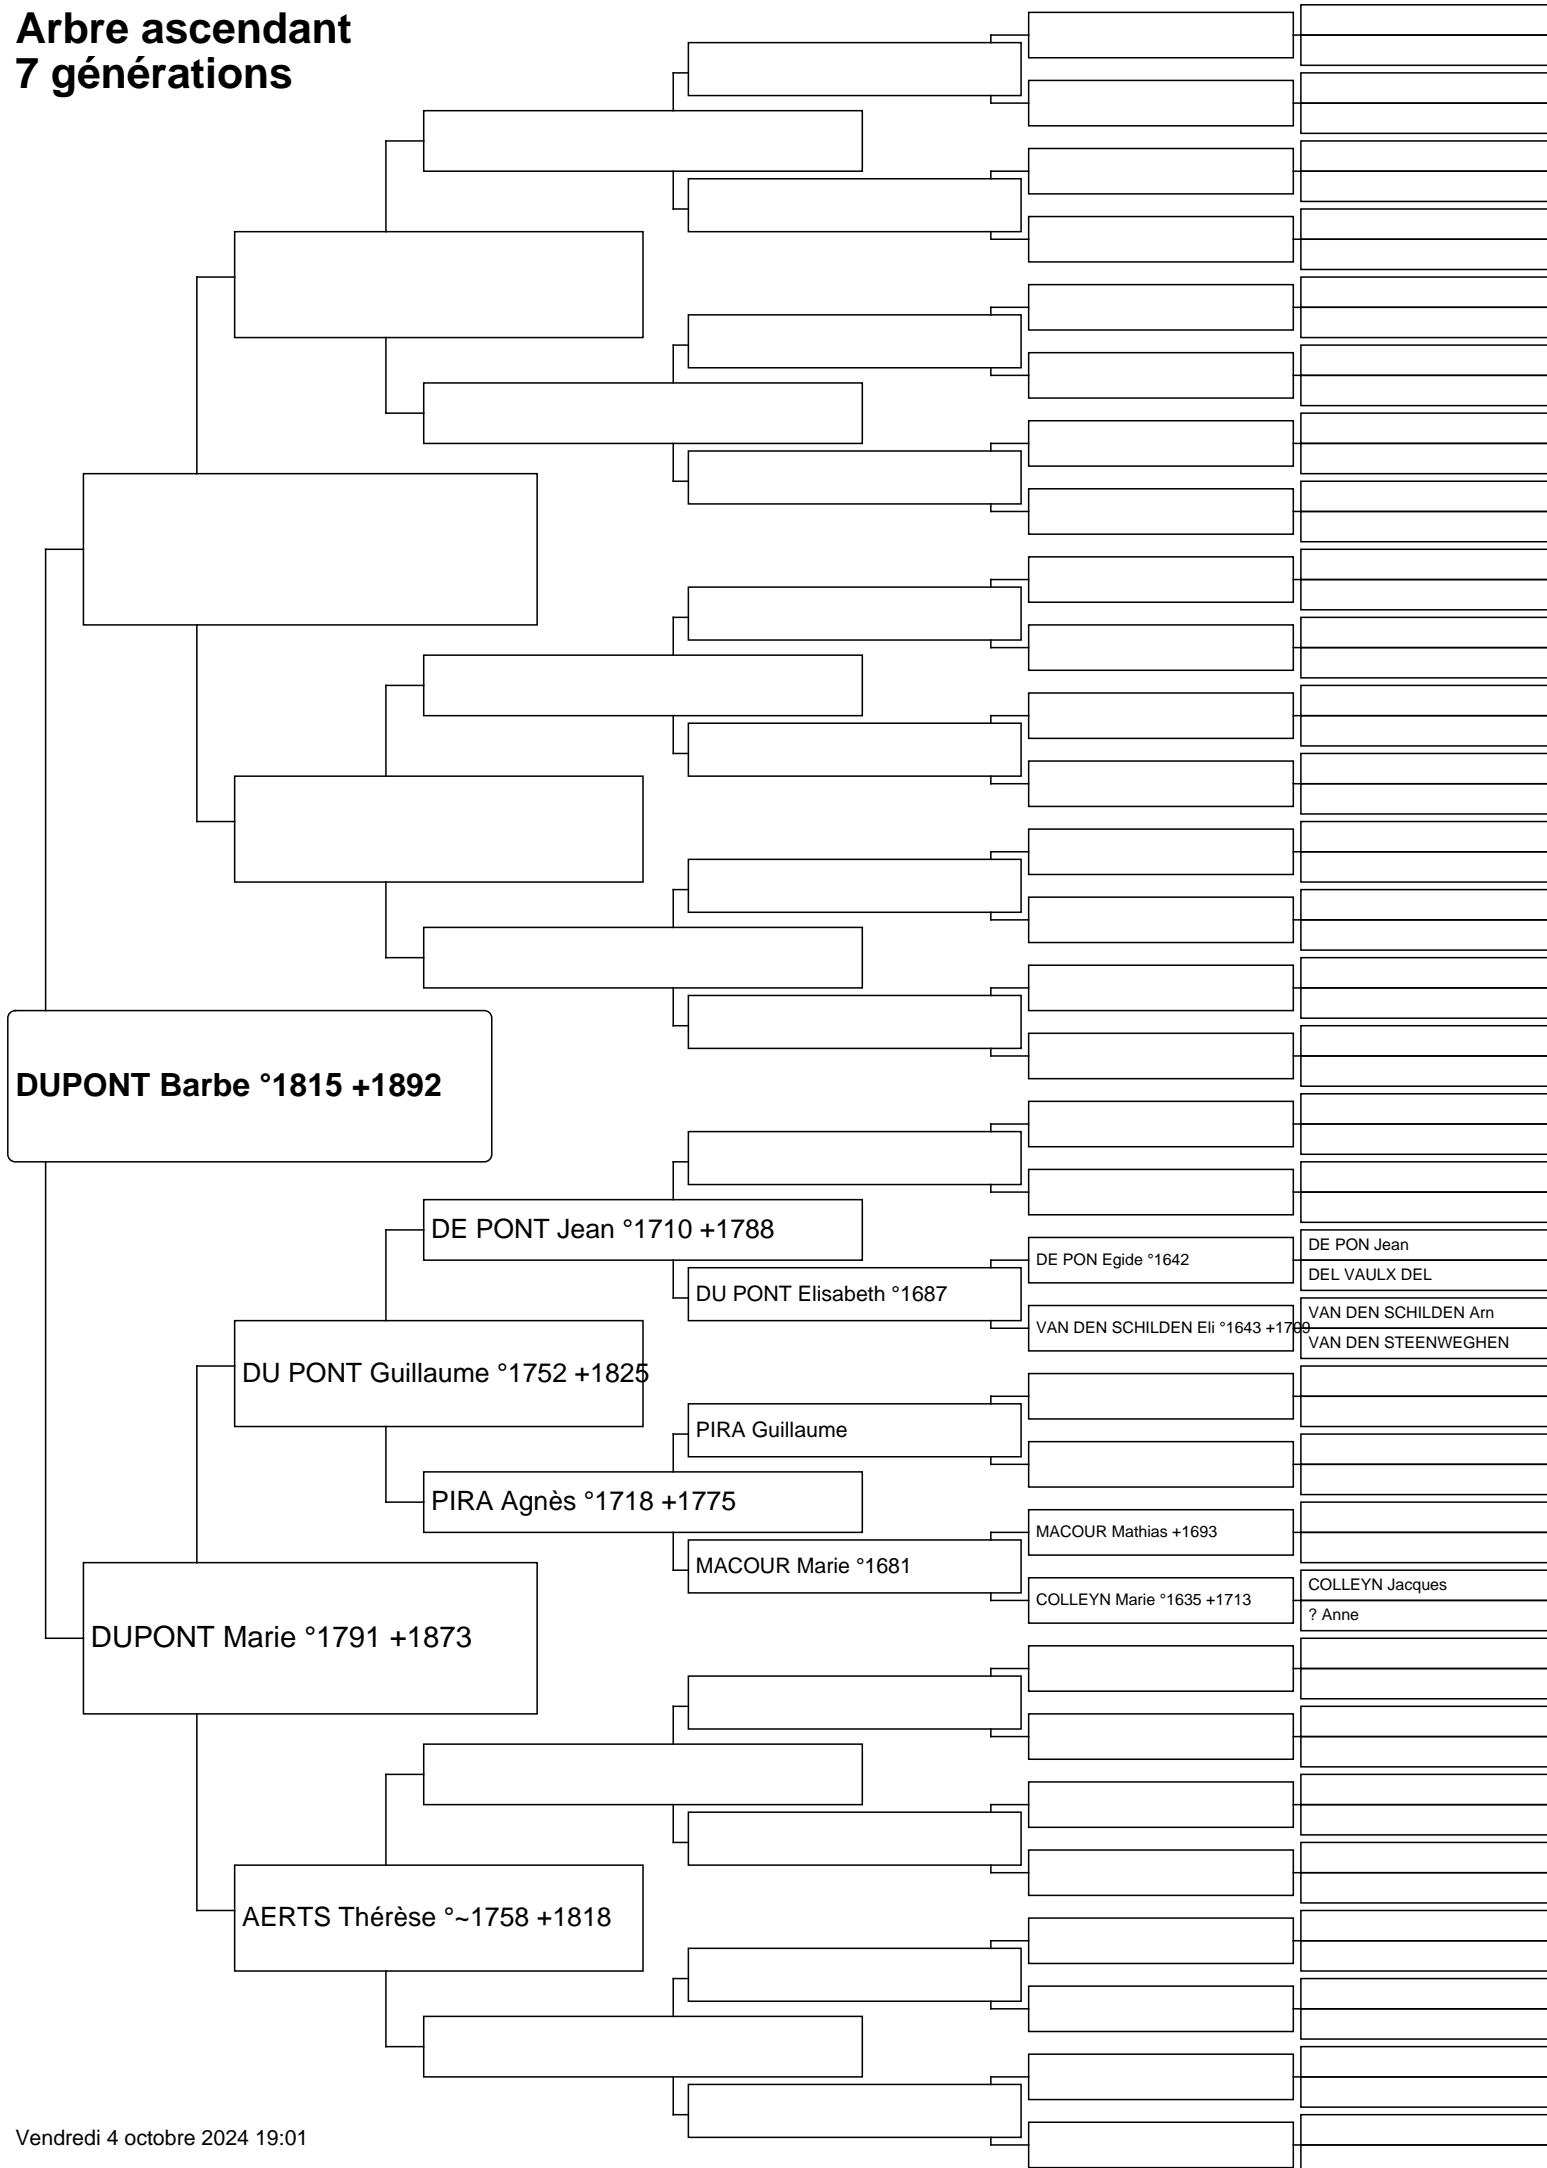 Arbre ascendant
7 générations
DUPONT Barbe °1815 +1892
DE PONT Jean °1710 +1788
DE PON Egide °1642
DE PON Jean
DEL VAULX DEL
DU PONT Elisabeth °1687
VAN DEN SCHILDEN Eli °1643 +1709
VAN DEN SCHILDEN Arn
VAN DEN STEENWEGHEN
DU PONT Guillaume °1752 +1825
PIRA Guillaume
PIRA Agnès °1718 +1775
MACOUR Mathias +1693
MACOUR Marie °1681
COLLEYN Marie °1635 +1713
COLLEYN Jacques
? Anne
DUPONT Marie °1791 +1873
AERTS Thérèse °~1758 +1818
Vendredi 4 octobre 2024 19:01